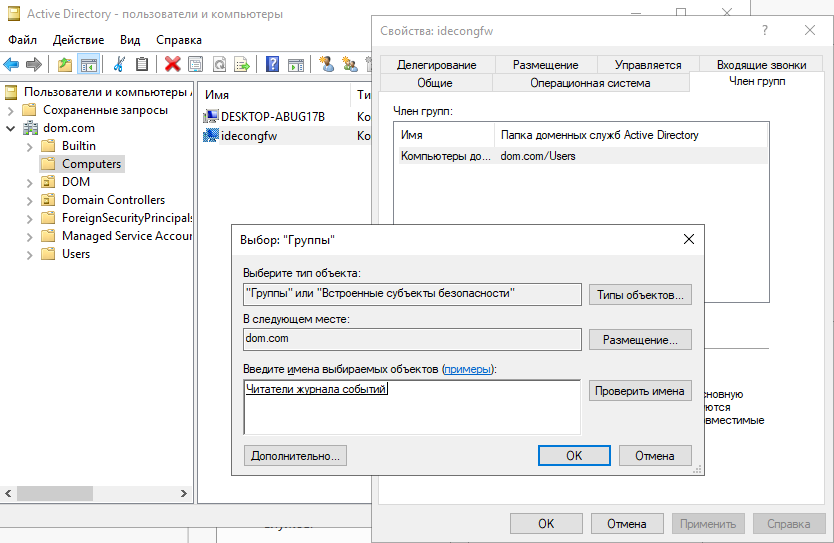 Active Directory - пользователи и компьютеры
Файл Действие Вид Справка
Пользователи и компьютеры
Сохраненные запросы
dom.com
Builtin
Computers
DOM
Domain Controllers
ForeignSecurityPrincipals
Managed Service Accour
Users
Имя
DESKTOP-ABUG17B
idecongfw
Ти
Ко
Ко
Свойства: idecongfw
?
Делегирование Размещение Управляется Входящие звонки
Общие Операционная система Член групп
Член групп:
Имя Папка доменных служб Active Directory
Компьютеры до... dom.com/Users
Выбор: "Группы"
Выберите тип объекта:
"Группы" или "Встроенные субъекты безопасности"
Типы объектов...
В следующем месте:
dom.com
Размещение...
Введите имена выбираемых объектов (примеры):
Читатели журнала событий
Проверить имена
Дополнительно...
OK
Отмена
сновную
уются
овместимые
OK Отмена Применить Справка